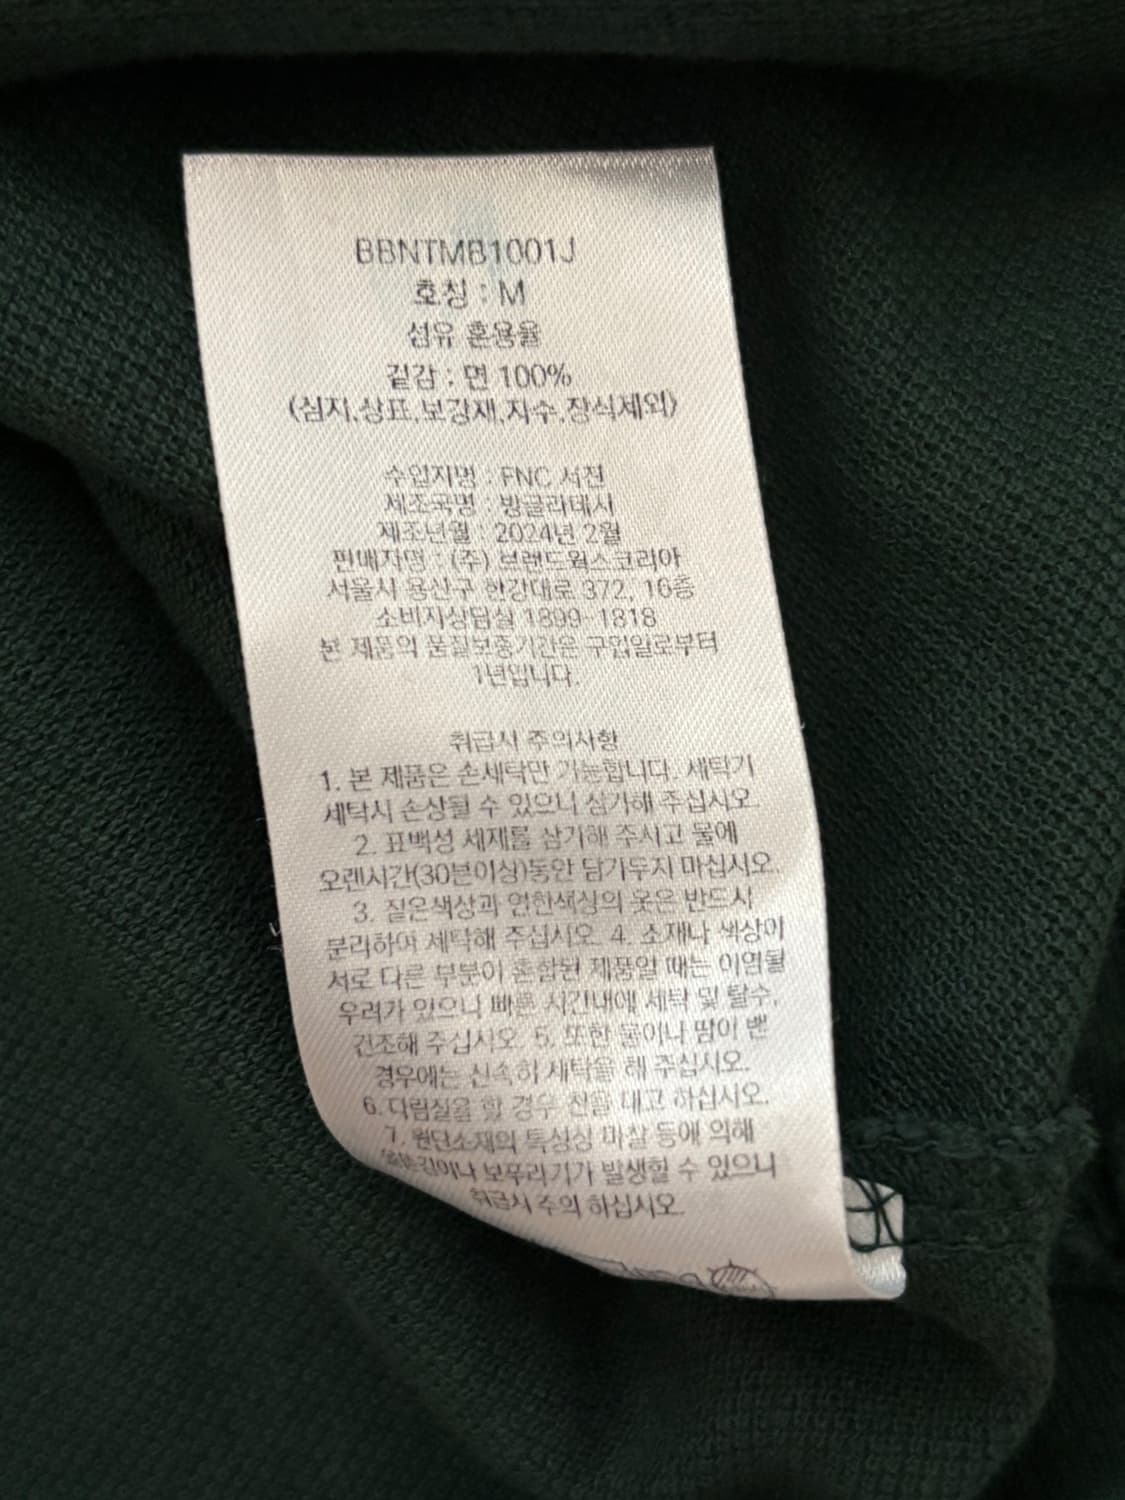 BBNTMB1001J
호칭 : M
섬유 혼용율
겉감 : 면 100%
(심지,상표,보강재,자수,장식제외)
수입자명 : FNC 서진
제조국명 : 방글라데시
제조년월 : 2024년 2월
판매자명 : (주) 브랜드웍스코리아
서울시 용산구 한강대로 372, 16층
소비자상담실 1899-1818
본 제품의 품질보증기간은 구입일로부터
1년입니다.
취급시 주의사항
1. 본 제품은 손세탁만 가능합니다. 세탁기
세탁시 손상될 수 있으니 삼가해 주십시오.
2. 표백성 세제를 삼가해 주시고 물에
오랜시간(30분이상)동안 담가두지 마십시오.
3. 짙은색상과 연한색상의 옷은 반드시
분리하여 세탁해 주십시오. 4. 소재나 색상이
서로 다른 부분이 혼합된 제품일 때는 이염될
우려가 있으니 빠른 시간내에 세탁 및 탈수,
건조해 주십시오. 5. 또한 물이나 땀이 밴
경우에는 신속히 세탁을 해 주십시오.
6. 다림질을 할 경우 천을 대고 하십시오.
7. 원단소재의 특성상 마찰 등에 의해
보푸라기가 발생할 수 있으니
취급시 주의 하십시오.